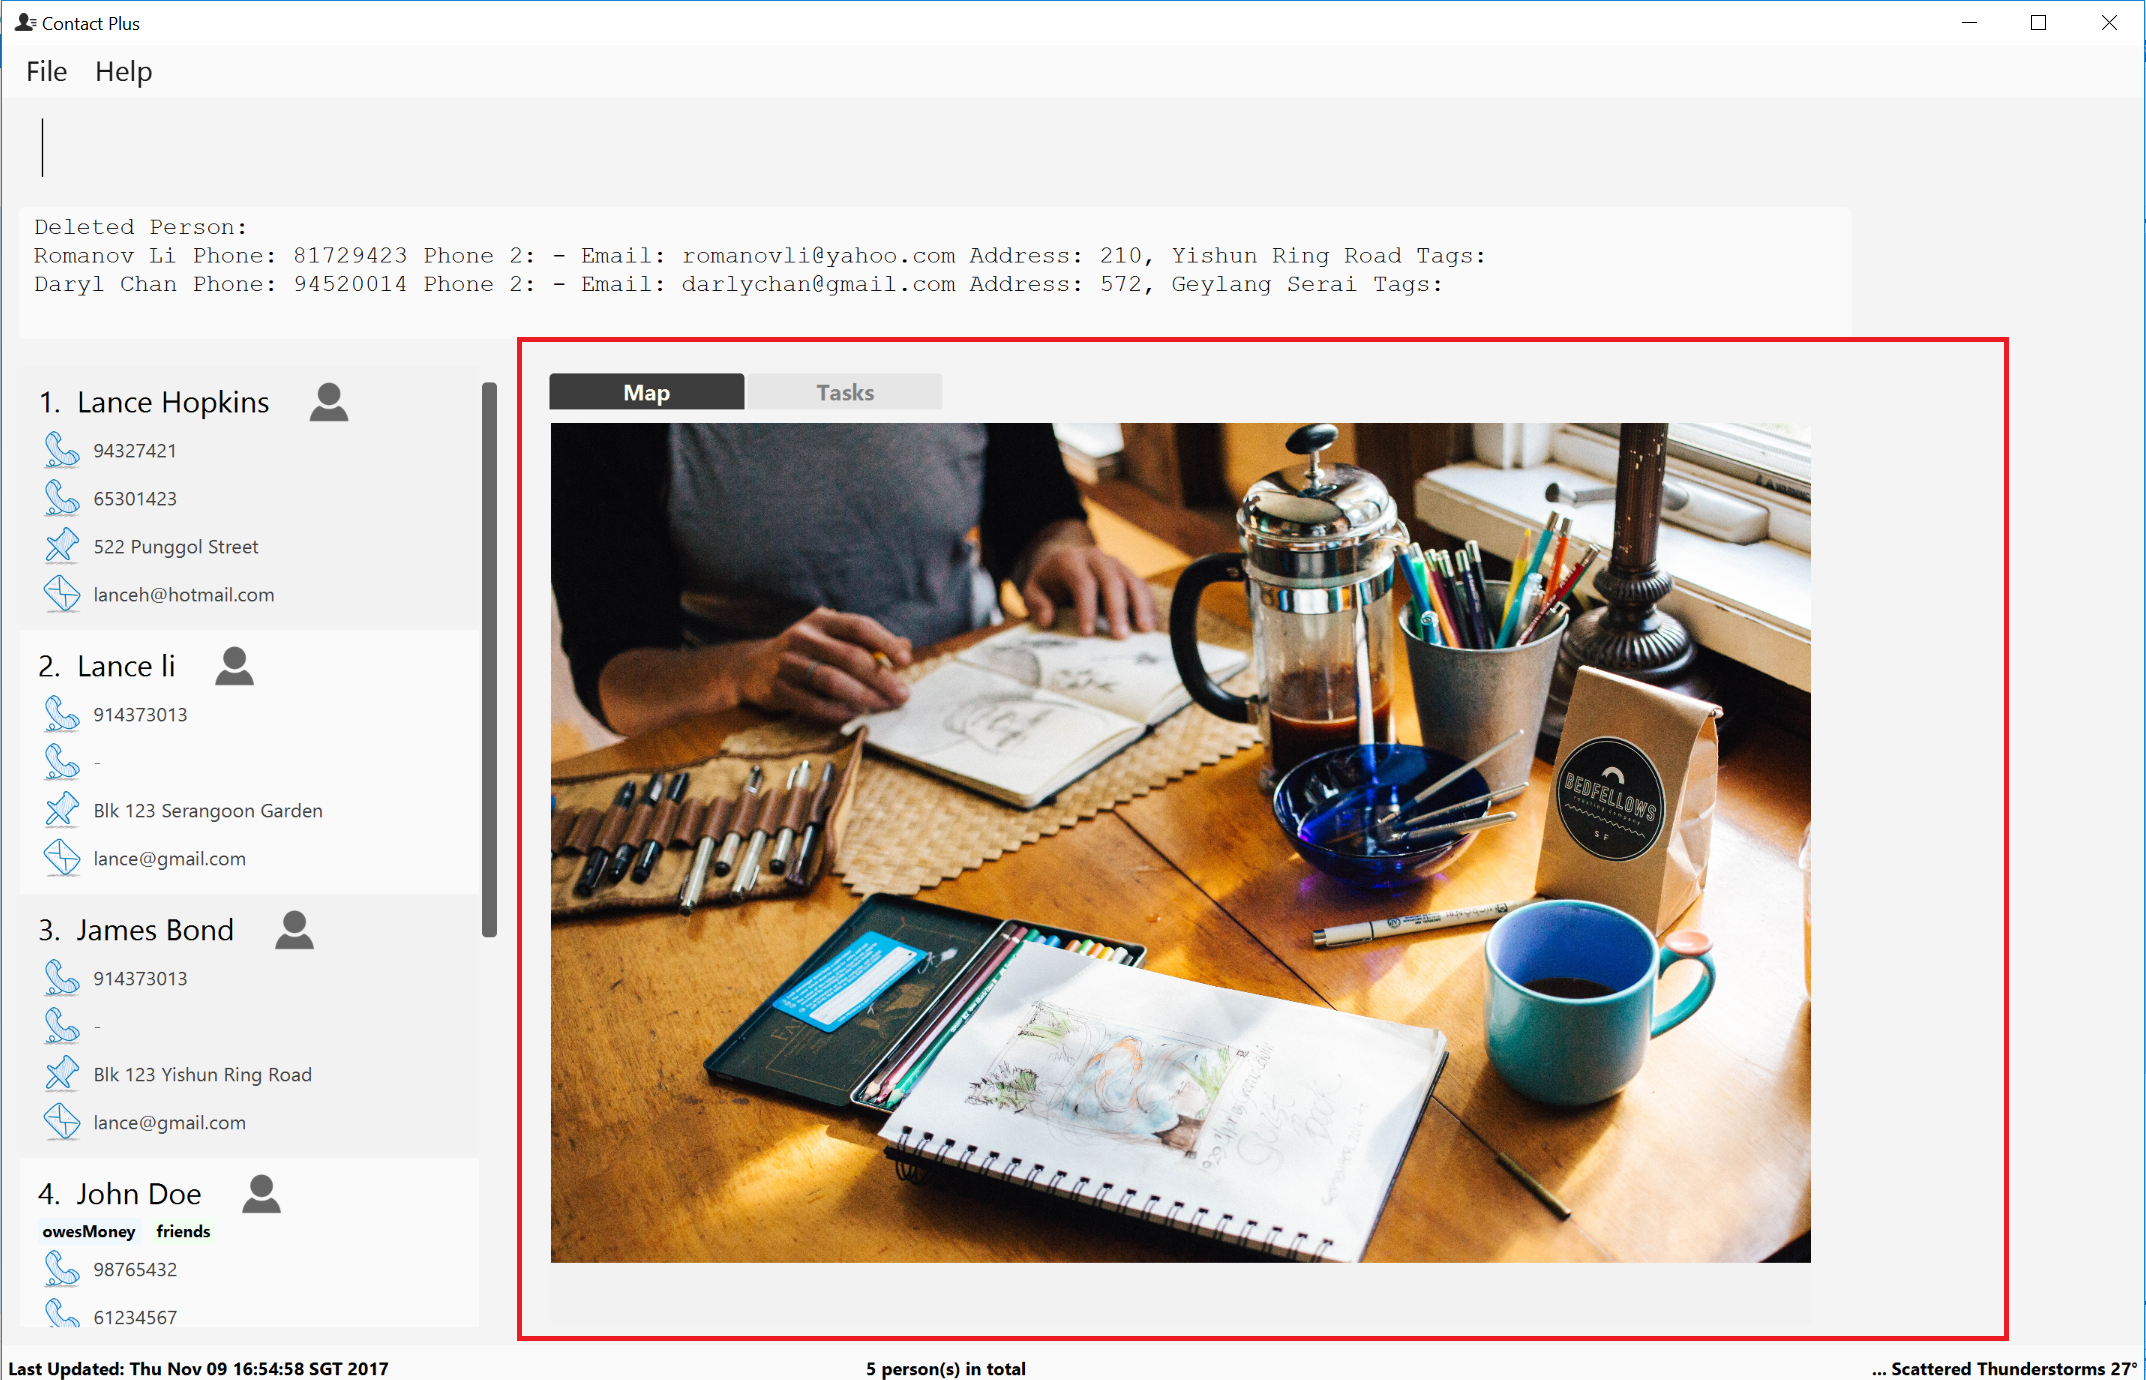 Contact Plus
File Help
Deleted Person:
Romanov Li Phone: 81729423 Phone 2: - Email: romanovli@yahoo.com Address: 210, Yishun Ring Road Tags:
Daryl Chan Phone: 94520014 Phone 2: - Email: darlychan@gmail.com Address: 572, Geylang Serai Tags:
1. Lance Hopkins
94327421
65301423
522 Punggol Street
lanceh@hotmail.com
2. Lance li
914373013
-
Blk 123 Serangoon Garden
lance@gmail.com
3. James Bond
914373013
-
Blk 123 Yishun Ring Road
lance@gmail.com
4. John Doe
owesMoney friends
98765432
61234567
Map Tasks
BEDFELLOWS
roasting company
SF
Last Updated: Thu Nov 09 16:54:58 SGT 2017
5 person(s) in total
... Scattered Thunderstorms 27°